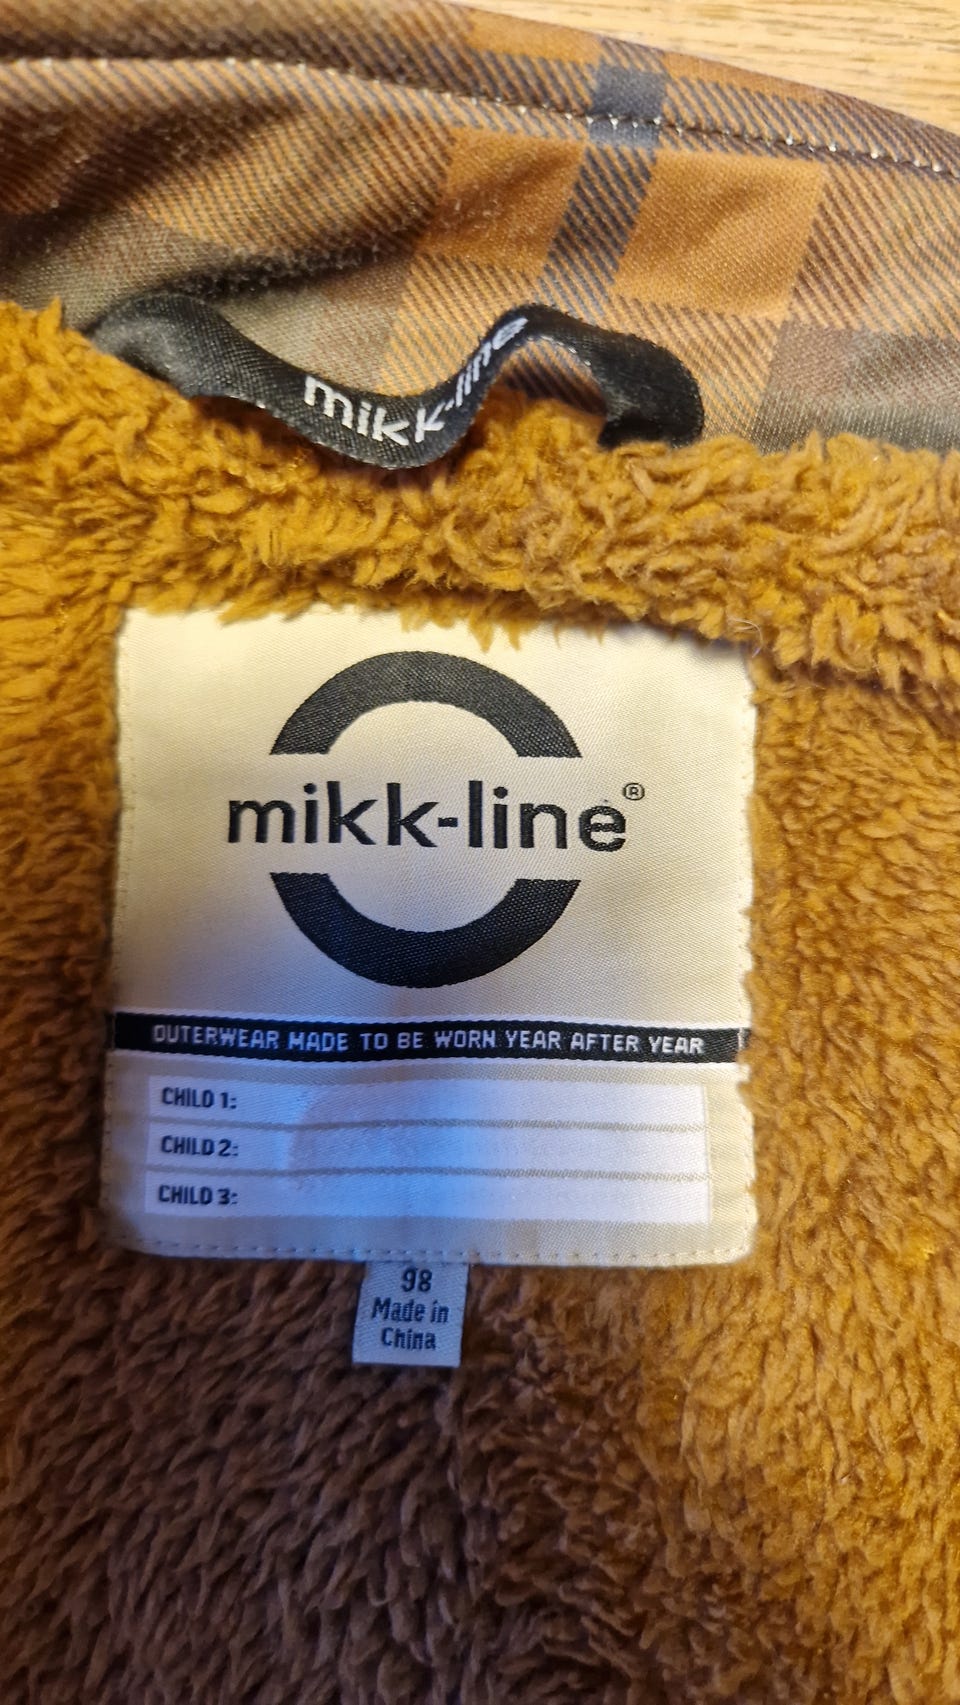 mikk-line
mikk-line®
OUTERWEAR MADE TO BE WORN YEAR AFTER YEAR
CHILD 1:
CHILD 2:
CHILD 3:
98
Made in
China